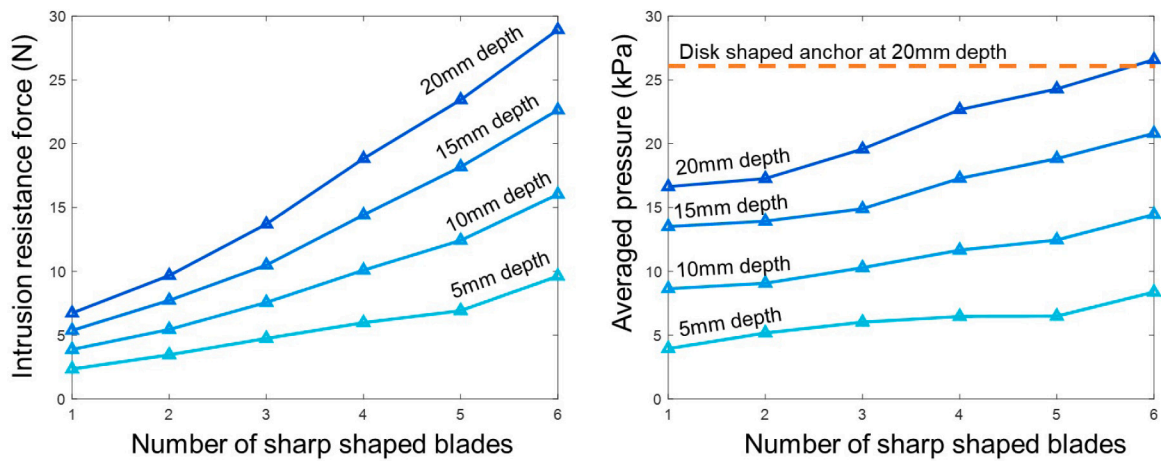 Intrusion resistance force (N)
30
25
20
15
10
5
0
20mm depth
15mm depth
10mm depth
5mm depth
1 2 3 4 5 6
Number of sharp shaped blades
Averaged pressure (kPa)
30
25
20
15
10
5
0
Disk shaped anchor at 20mm depth
20mm depth
15mm depth
10mm depth
5mm depth
1 2 3 4 5 6
Number of sharp shaped blades